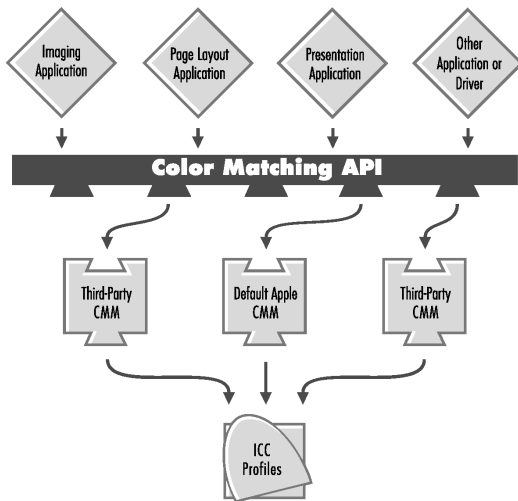 Imaging
Application
Page Layout
Application
Presentation
Application
Other
Application or
Driver
Color Matching API
Third-Party
CMM
Default Apple
CMM
Third-Party
CMM
ICC
Profiles